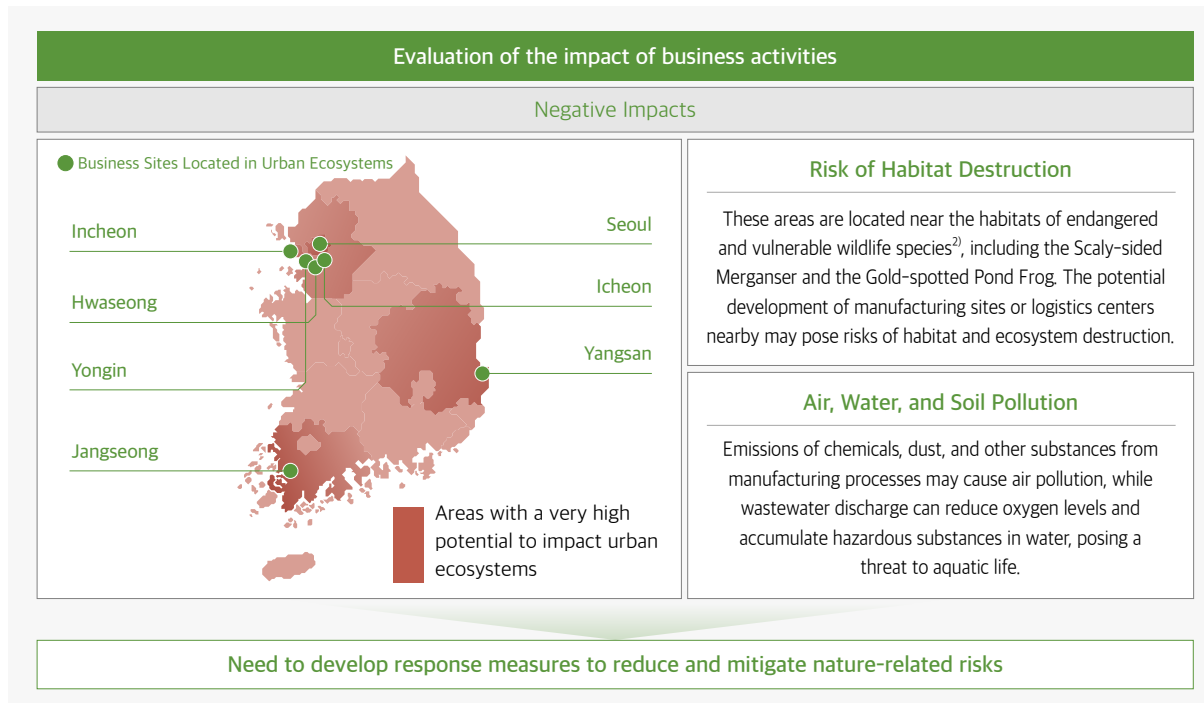 Evaluation of the impact of business activities
Negative Impacts
Business Sites Located in Urban Ecosystems
Incheon
Hwaseong
Yongin
Jangseong
Seoul
Icheon
Yangsan
Areas with a very high
potential to impact urban
ecosystems
Risk of Habitat Destruction
These areas are located near the habitats of endangered
and vulnerable wildlife species2), including the Scaly-sided
Merganser and the Gold-spotted Pond Frog. The potential
development of manufacturing sites or logistics centers
nearby may pose risks of habitat and ecosystem destruction.
Air, Water, and Soil Pollution
Emissions of chemicals, dust, and other substances from
manufacturing processes may cause air pollution, while
wastewater discharge can reduce oxygen levels and
accumulate hazardous substances in water, posing a
threat to aquatic life.
Need to develop response measures to reduce and mitigate nature-related risks